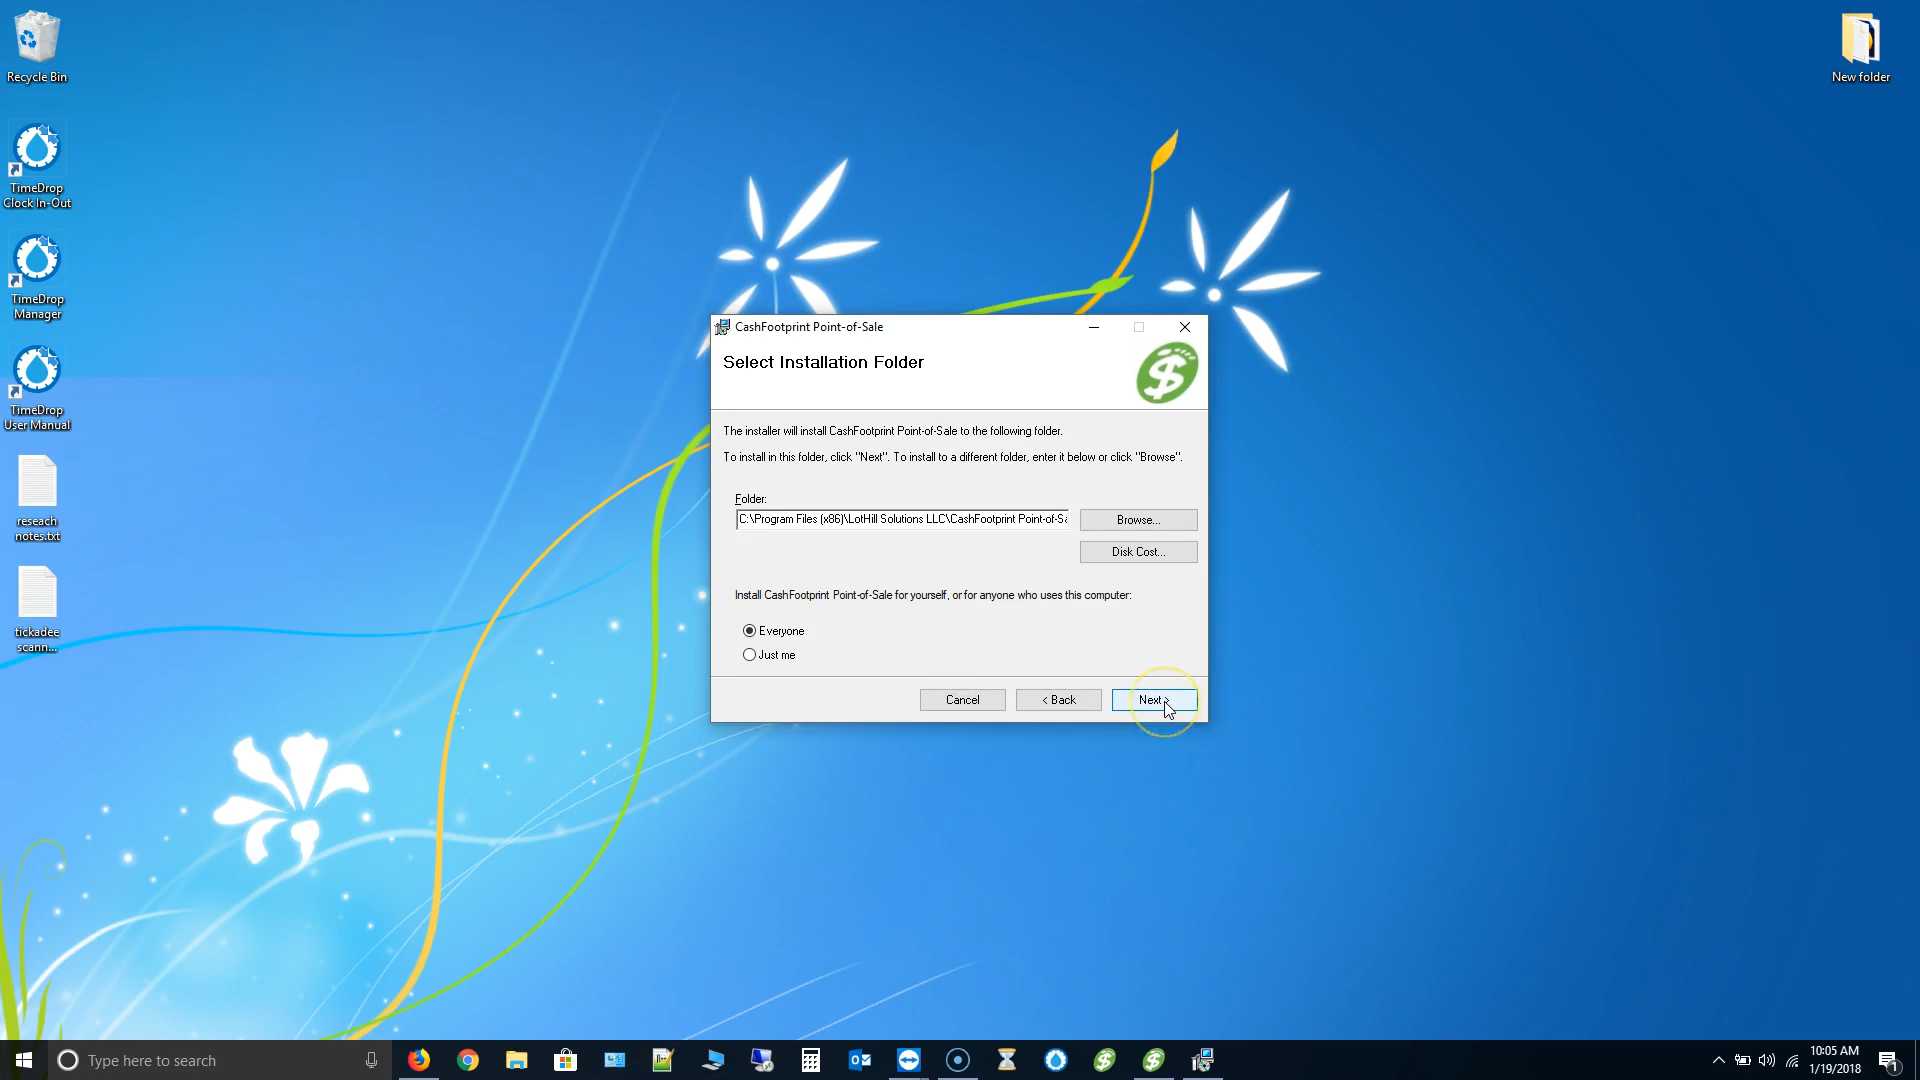 Recycle Bin
New folder
TimeDrop
Clock In-Out
TimeDrop
Manager
TimeDrop
User Manual
reseach
notes.txt
tickadee
scann...
CashFootprint Point-of-Sale
Select Installation Folder
The installer will install CashFootprint Point-of-Sale to the following folder.
To install in this folder, click "Next". To install to a different folder, enter it below or click "Browse".
Folder:
C:\Program Files (x86)\LotHill Solutions LLC\CashFootprint Point-of-Sa
Browse...
Disk Cost...
Install CashFootprint Point-of-Sale for yourself, or for anyone who uses this computer:
Everyone
Just me
Cancel
< Back
Next >
Type here to search
10:05 AM
1/19/2018
1